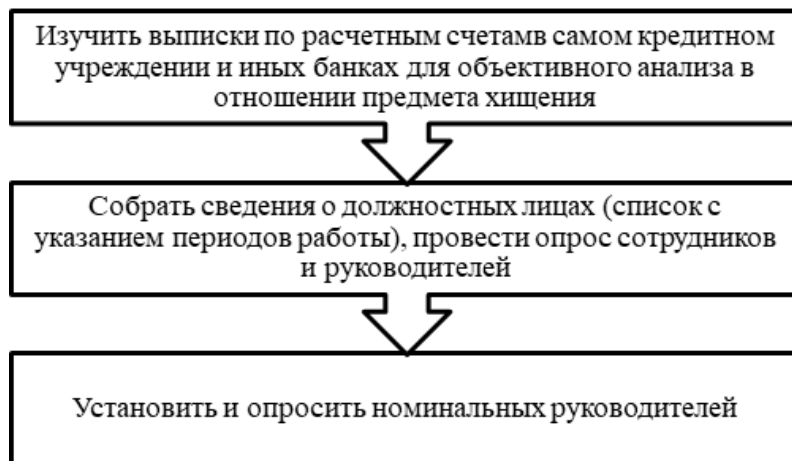 Изучить выписки по расчетным счетамв самом кредитном
учреждении и иных банках для объективного анализа в
отношении предмета хищения
Собрать сведения о должностных лицах (список с
указанием периодов работы), провести опрос сотрудников
и руководителей
Установить и опросить номинальных руководителей